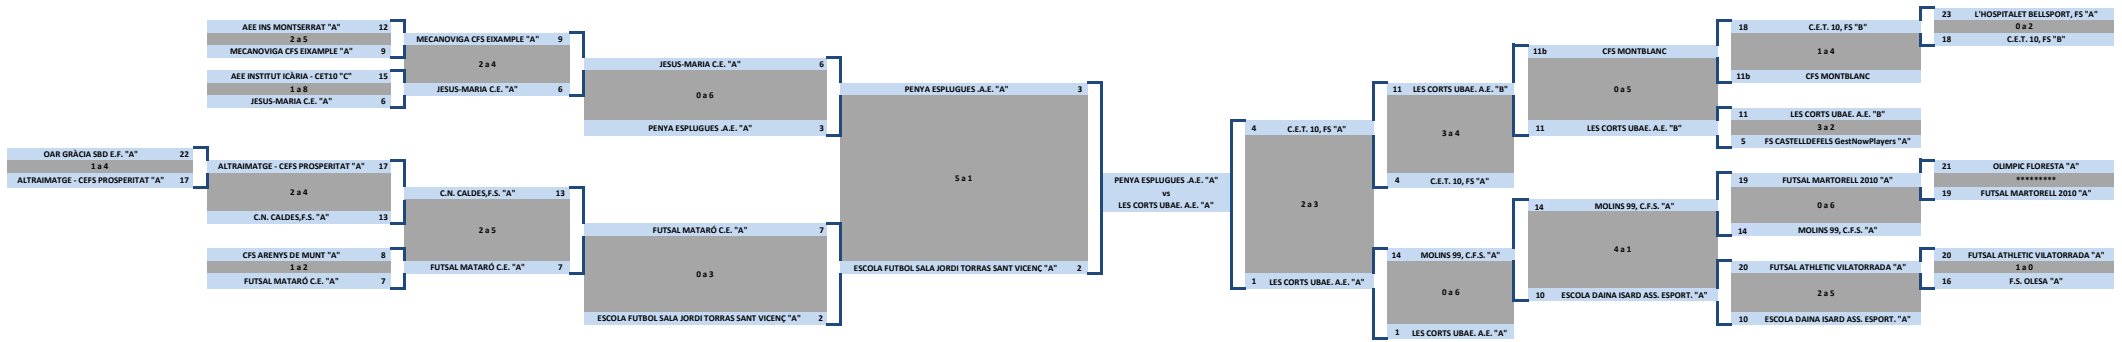 AEE INS MONTSERRAT "A" 12
2 a 5
MECANOVIGA CFS EIXAMPLE "A" 9
AEE INSTITUT ICÀRIA - CET10 "C" 15
1 a 8
JESUS-MARIA C.E. "A" 6
OAR GRÀCIA SBD E.F. "A" 22
1 a 4
ALTRAIMATGE - CEFS PROSPERITAT "A" 17
ALTRAIMATGE - CEFS PROSPERITAT "A" 17
2 a 4
C.N. CALDES,F.S. "A" 13
CFS ARENYS DE MUNT "A" 8
1 a 2
FUTSAL MATARÓ C.E. "A" 7
MECANOVIGA CFS EIXAMPLE "A" 9
2 a 4
JESUS-MARIA C.E. "A" 6
C.N. CALDES,F.S. "A" 13
2 a 5
FUTSAL MATARÓ C.E. "A" 7
JESUS-MARIA C.E. "A" 6
0 a 6
PENYA ESPLUGUES .A.E. "A" 3
FUTSAL MATARÓ C.E. "A" 7
0 a 3
ESCOLA FUTBOL SALA JORDI TORRAS SANT VICENÇ "A" 2
PENYA ESPLUGUES .A.E. "A" 3
5 a 1
ESCOLA FUTBOL SALA JORDI TORRAS SANT VICENÇ "A" 2
PENYA ESPLUGUES .A.E. "A"
vs
LES CORTS UBAE. A.E. "A"
4 C.E.T. 10, FS "A"
2 a 3
1 LES CORTS UBAE. A.E. "A"
11 LES CORTS UBAE. A.E. "B"
3 a 4
4 C.E.T. 10, FS "A"
14 MOLINS 99, C.F.S. "A"
0 a 6
1 LES CORTS UBAE. A.E. "A"
11b CFS MONTBLANC
0 a 5
11 LES CORTS UBAE. A.E. "B"
14 MOLINS 99, C.F.S. "A"
4 a 1
10 ESCOLA DAINA ISARD ASS. ESPORT. "A"
18 C.E.T. 10, FS "B"
1 a 4
11b CFS MONTBLANC
11 LES CORTS UBAE. A.E. "B"
3 a 2
5 FS CASTELLDEFELS GestNowPlayers "A"
19 FUTSAL MARTORELL 2010 "A"
0 a 6
14 MOLINS 99, C.F.S. "A"
20 FUTSAL ATHLETIC VILATORRADA "A"
2 a 5
10 ESCOLA DAINA ISARD ASS. ESPORT. "A"
23 L'HOSPITALET BELLSPORT, FS "A"
0 a 2
18 C.E.T. 10, FS "B"
21 OLIMPIC FLORESTA "A"
*********
19 FUTSAL MARTORELL 2010 "A"
20 FUTSAL ATHLETIC VILATORRADA "A"
1 a 0
16 F.S. OLESA "A"